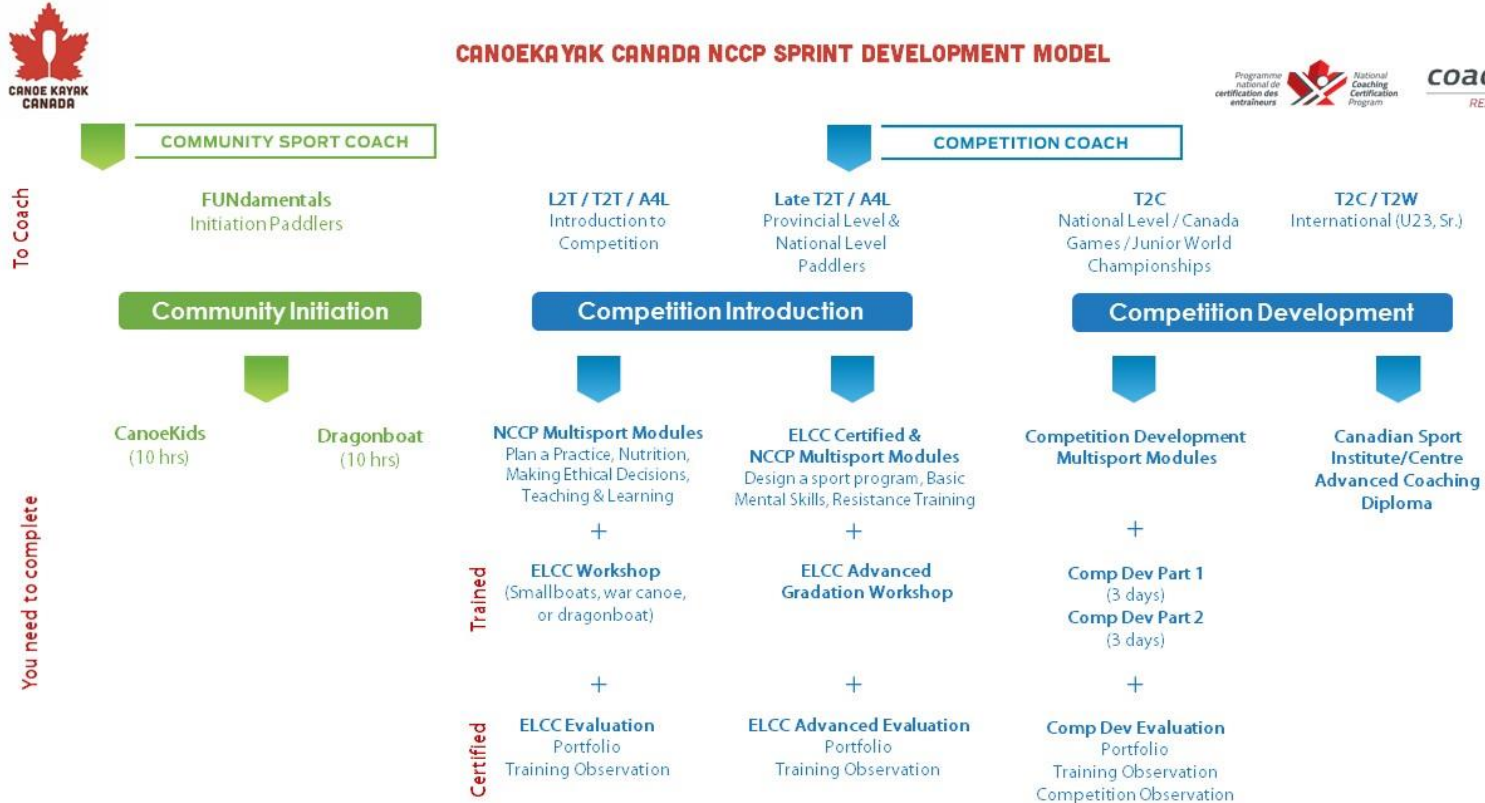 CANOE KAYAK
CANADA
CANOEKAYAK CANADA NCCP SPRINT DEVELOPMENT MODEL
Programme
national de
certification des
entraîneurs
National
Coaching
Certification
Program
COMMUNITY SPORT COACH
COMPETITION COACH
To Coach
FUNdamentals
Initiation Paddlers
L2T / T2T / A4L
Introduction to
Competition
Late T2T / A4L
Provincial Level &
National Level
Paddlers
T2C
National Level / Canada
Games / Junior World
Championships
T2C / T2W
International (U23, Sr.)
Community Initiation
Competition Introduction
Competition Development
You need to complete
CanoeKids
(10 hrs)
Dragonboat
(10 hrs)
NCCP Multisport Modules
Plan a Practice, Nutrition,
Making Ethical Decisions,
Teaching & Learning
ELCC Certified &
NCCP Multisport Modules
Design a sport program, Basic
Mental Skills, Resistance Training
Competition Development
Multisport Modules
Canadian Sport
Institute/Centre
Advanced Coaching
Diploma
+
+
+
Trained
ELCC Workshop
(Smallboats, war canoe,
or dragonboat)
ELCC Advanced
Gradation Workshop
Comp Dev Part 1
(3 days)
Comp Dev Part 2
(3 days)
+
+
+
Certified
ELCC Evaluation
Portfolio
Training Observation
ELCC Advanced Evaluation
Portfolio
Training Observation
Comp Dev Evaluation
Portfolio
Training Observation
Competition Observation